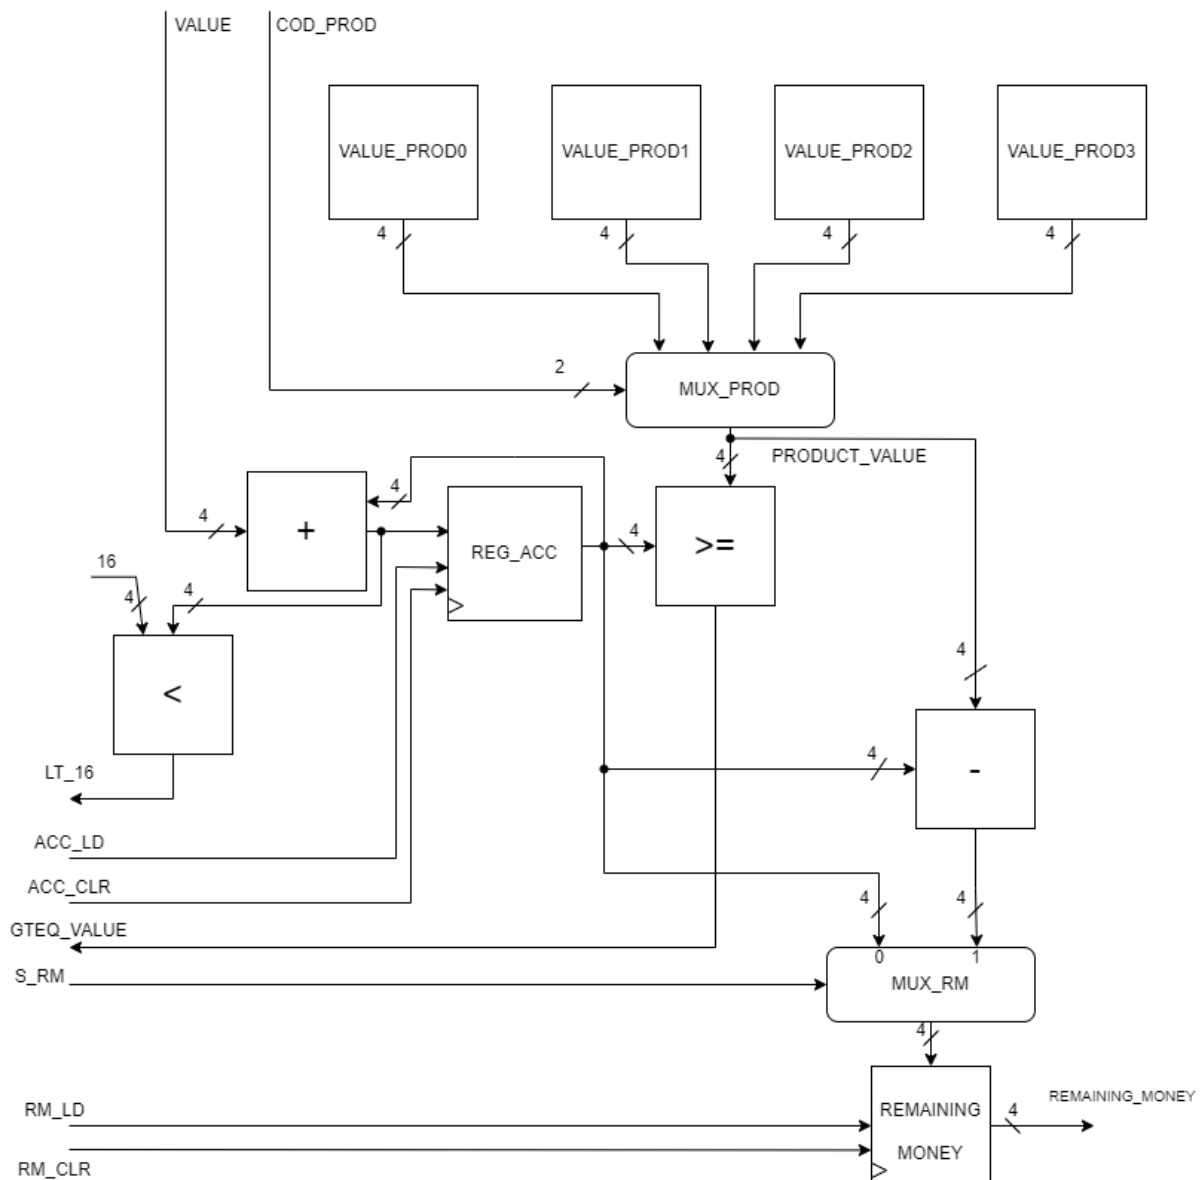 VALUE
COD_PROD
VALUE_PROD0
VALUE_PROD1
VALUE_PROD2
VALUE_PROD3
4
4
4
4
2
MUX_PROD
4
PRODUCT_VALUE
4
4
+
REG_ACC
4
>=
16
4
4
<
LT_16
4
4
-
ACC_LD
ACC_CLR
4
4
GTEQ_VALUE
0
1
S_RM
MUX_RM
4
RM_LD
REMAINING
MONEY
4
REMAINING_MONEY
RM_CLR